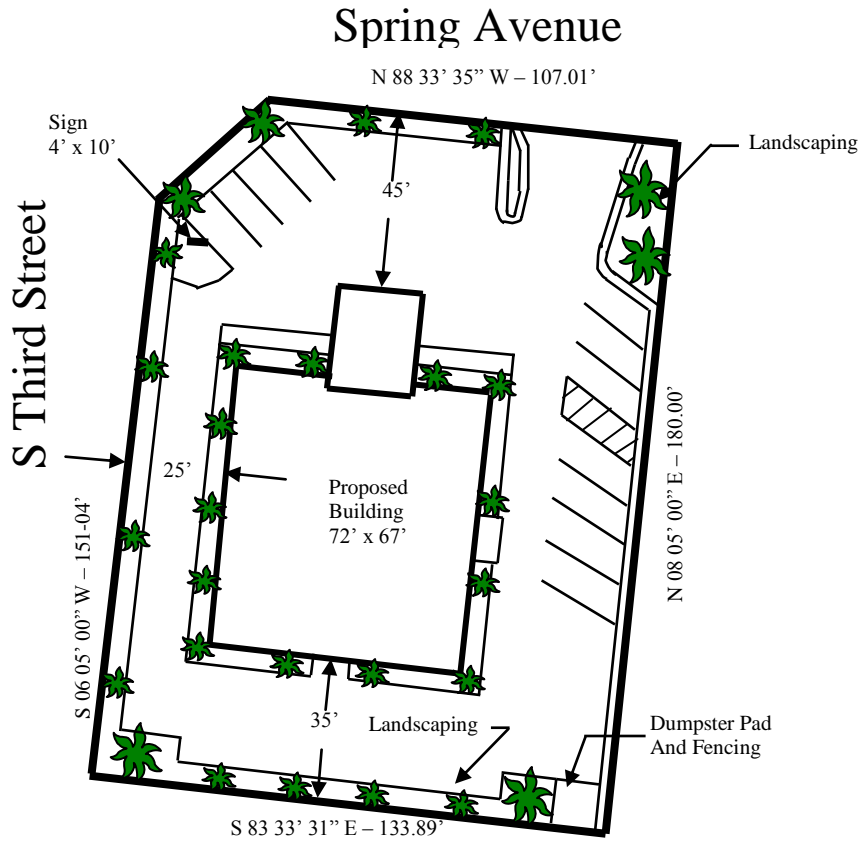 Spring Avenue
N 88 33’ 35” W – 107.01’
Sign
4’ x 10’
Landscaping
45’
S Third Street
25’
Proposed
Building
72’ x 67’
N 08 05’ 00” E – 180.00’
S 06 05’ 00” W – 151-04’
35’
Landscaping
Dumpster Pad
And Fencing
S 83 33’ 31” E – 133.89’